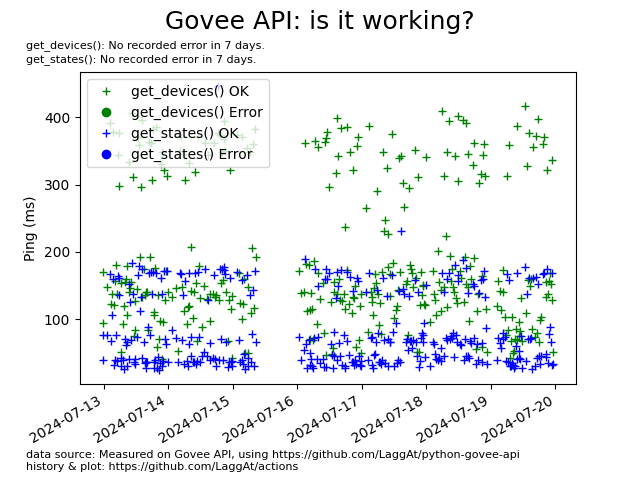 Govee API: is it working?
get_devices(): No recorded error in 7 days.
get_states(): No recorded error in 7 days.
get_devices() OK
get_devices() Error
get_states() OK
get_states() Error
Ping (ms)
400
300
200
100
2024-07-13
2024-07-14
2024-07-15
2024-07-16
2024-07-17
2024-07-18
2024-07-19
2024-07-20
data source: Measured on Govee API, using https://github.com/LaggAt/python-govee-api
history & plot: https://github.com/LaggAt/actions